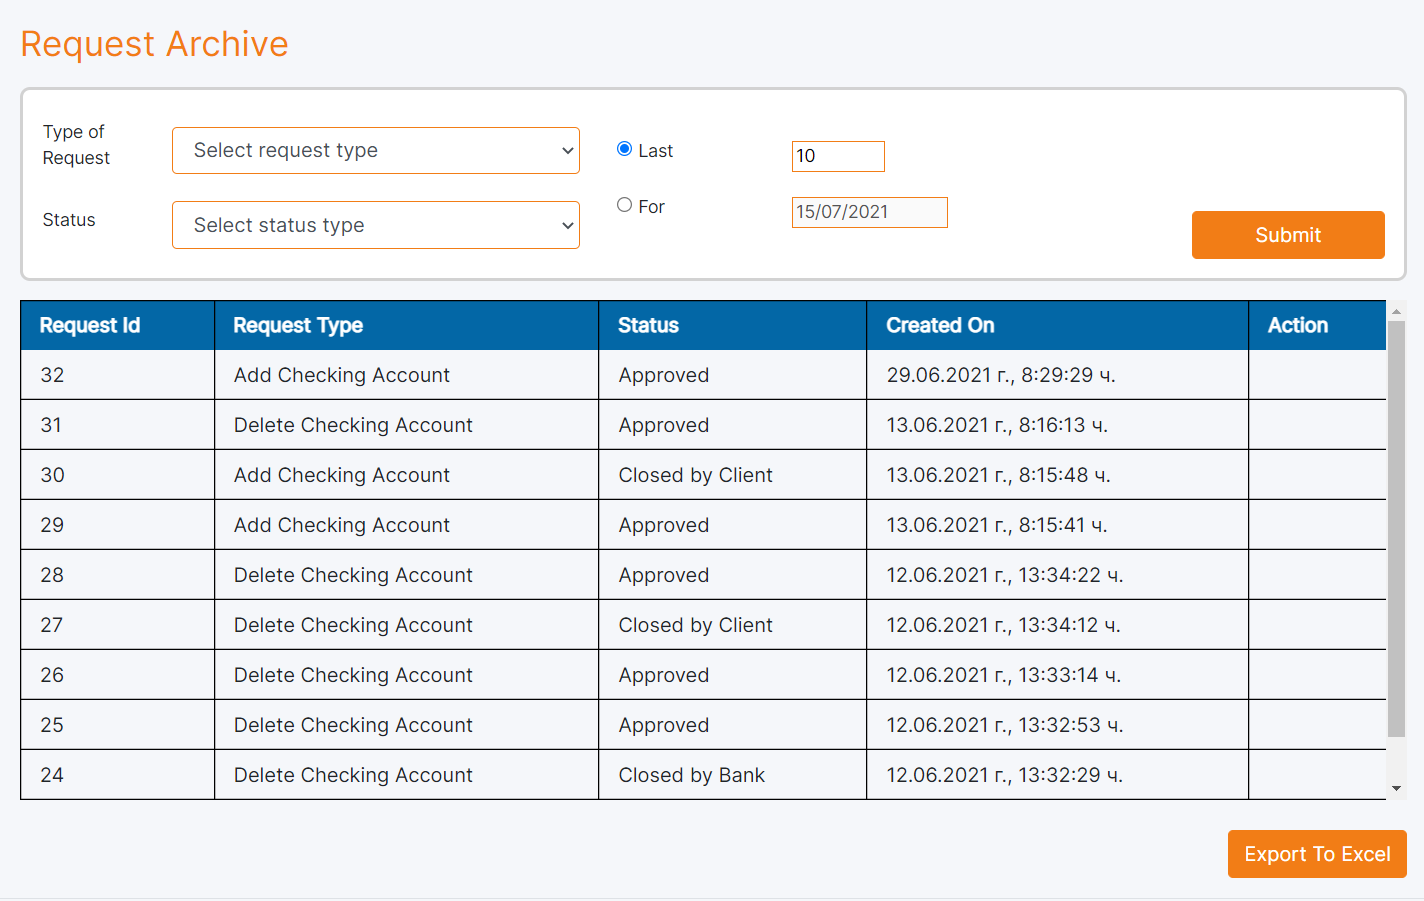 Request Archive
Type of Request
Select request type
Last
10
Status
Select status type
For
15/07/2021
Submit
Request Id Request Type Status Created On Action
32 Add Checking Account Approved 29.06.2021 г., 8:29:29 ч.
31 Delete Checking Account Approved 13.06.2021 г., 8:16:13 ч.
30 Add Checking Account Closed by Client 13.06.2021 г., 8:15:48 ч.
29 Add Checking Account Approved 13.06.2021 г., 8:15:41 ч.
28 Delete Checking Account Approved 12.06.2021 г., 13:34:22 ч.
27 Delete Checking Account Closed by Client 12.06.2021 г., 13:34:12 ч.
26 Delete Checking Account Approved 12.06.2021 г., 13:33:14 ч.
25 Delete Checking Account Approved 12.06.2021 г., 13:32:53 ч.
24 Delete Checking Account Closed by Bank 12.06.2021 г., 13:32:29 ч.
Export To Excel